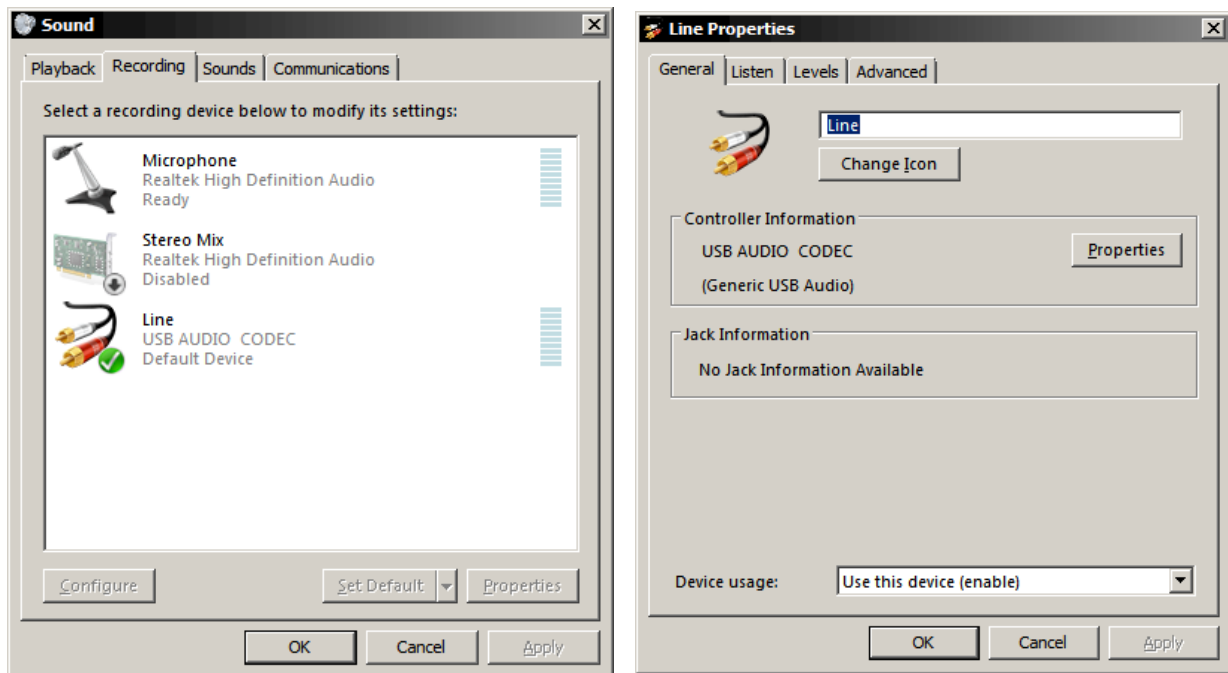 Sound
Playback Recording Sounds Communications
Select a recording device below to modify its settings:
Microphone
Realtek High Definition Audio
Ready
Stereo Mix
Realtek High Definition Audio
Disabled
Line
USB AUDIO  CODEC
Default Device
Configure Set Default Properties
OK Cancel Apply
Line Properties
General Listen Levels Advanced
Line
Change Icon
Controller Information
USB AUDIO  CODEC Properties
(Generic USB Audio)
Jack Information
No Jack Information Available
Device usage: Use this device (enable)
OK Cancel Apply